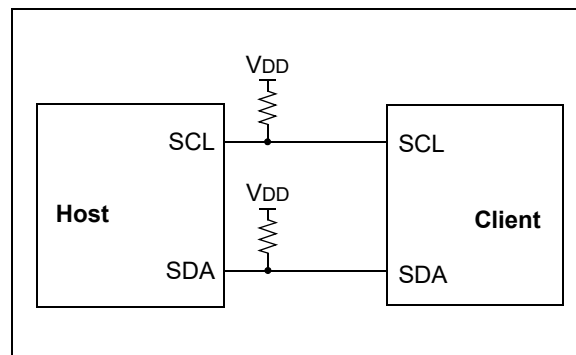 VDD
SCL SCL
Host
VDD
Client
SDA SDA